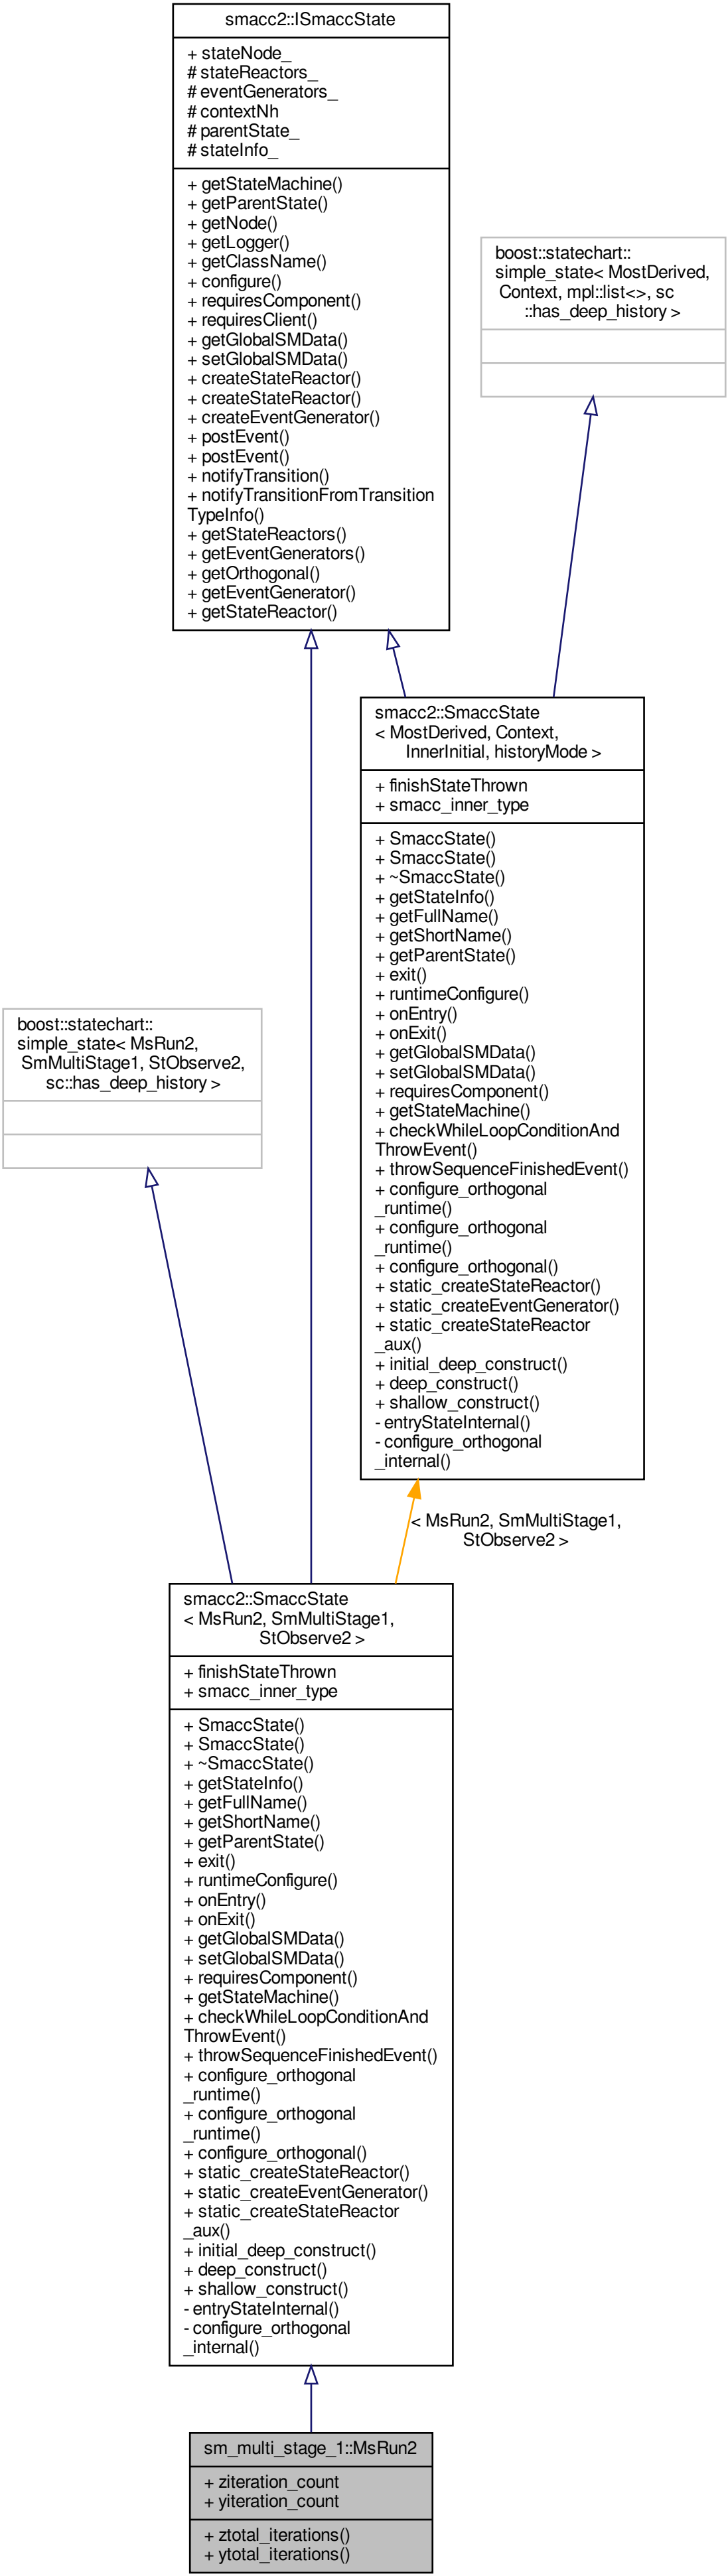 smacc2::ISmaccState
+ stateNode_
# stateReactors_
# eventGenerators_
# contextNh
# parentState_
# stateInfo_
+ getStateMachine()
+ getParentState()
+ getNode()
+ getLogger()
+ getClassName()
+ configure()
+ requiresComponent()
+ requiresClient()
+ getGlobalSMData()
+ setGlobalSMData()
+ createStateReactor()
+ createStateReactor()
+ createEventGenerator()
+ postEvent()
+ postEvent()
+ notifyTransition()
+ notifyTransitionFromTransition
TypeInfo()
+ getStateReactors()
+ getEventGenerators()
+ getOrthogonal()
+ getEventGenerator()
+ getStateReactor()
boost::statechart::
simple_state< MostDerived,
Context, mpl::list<>, sc
::has_deep_history >
smacc2::SmaccState
< MostDerived, Context,
InnerInitial, historyMode >
+ finishStateThrown
+ smacc_inner_type
+ SmaccState()
+ SmaccState()
+ ~SmaccState()
+ getStateInfo()
+ getFullName()
+ getShortName()
+ getParentState()
+ exit()
+ runtimeConfigure()
+ onEntry()
+ onExit()
+ getGlobalSMData()
+ setGlobalSMData()
+ requiresComponent()
+ getStateMachine()
+ checkWhileLoopConditionAnd
ThrowEvent()
+ throwSequenceFinishedEvent()
+ configure_orthogonal
_runtime()
+ configure_orthogonal
_runtime()
+ configure_orthogonal()
+ static_createStateReactor()
+ static_createEventGenerator()
+ static_createStateReactor
_aux()
+ initial_deep_construct()
+ deep_construct()
+ shallow_construct()
- entryStateInternal()
- configure_orthogonal
_internal()
boost::statechart::
simple_state< MsRun2,
SmMultiStage1, StObserve2,
sc::has_deep_history >
< MsRun2, SmMultiStage1,
StObserve2 >
smacc2::SmaccState
< MsRun2, SmMultiStage1,
StObserve2 >
+ finishStateThrown
+ smacc_inner_type
+ SmaccState()
+ SmaccState()
+ ~SmaccState()
+ getStateInfo()
+ getFullName()
+ getShortName()
+ getParentState()
+ exit()
+ runtimeConfigure()
+ onEntry()
+ onExit()
+ getGlobalSMData()
+ setGlobalSMData()
+ requiresComponent()
+ getStateMachine()
+ checkWhileLoopConditionAnd
ThrowEvent()
+ throwSequenceFinishedEvent()
+ configure_orthogonal
_runtime()
+ configure_orthogonal
_runtime()
+ configure_orthogonal()
+ static_createStateReactor()
+ static_createEventGenerator()
+ static_createStateReactor
_aux()
+ initial_deep_construct()
+ deep_construct()
+ shallow_construct()
- entryStateInternal()
- configure_orthogonal
_internal()
sm_multi_stage_1::MsRun2
+ ziteration_count
+ yiteration_count
+ ztotal_iterations()
+ ytotal_iterations()